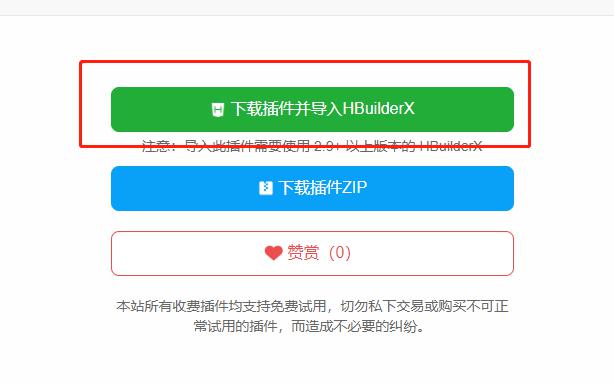 下载插件并导入HBuilderX
注意：导入此插件需要使用 2.9+ 以上版本的 HBuilderX
下载插件ZIP
赞赏（0）
本站所有收费插件均支持免费试用，切勿私下交易或购买不可正
常试用的插件，而造成不必要的纠纷。